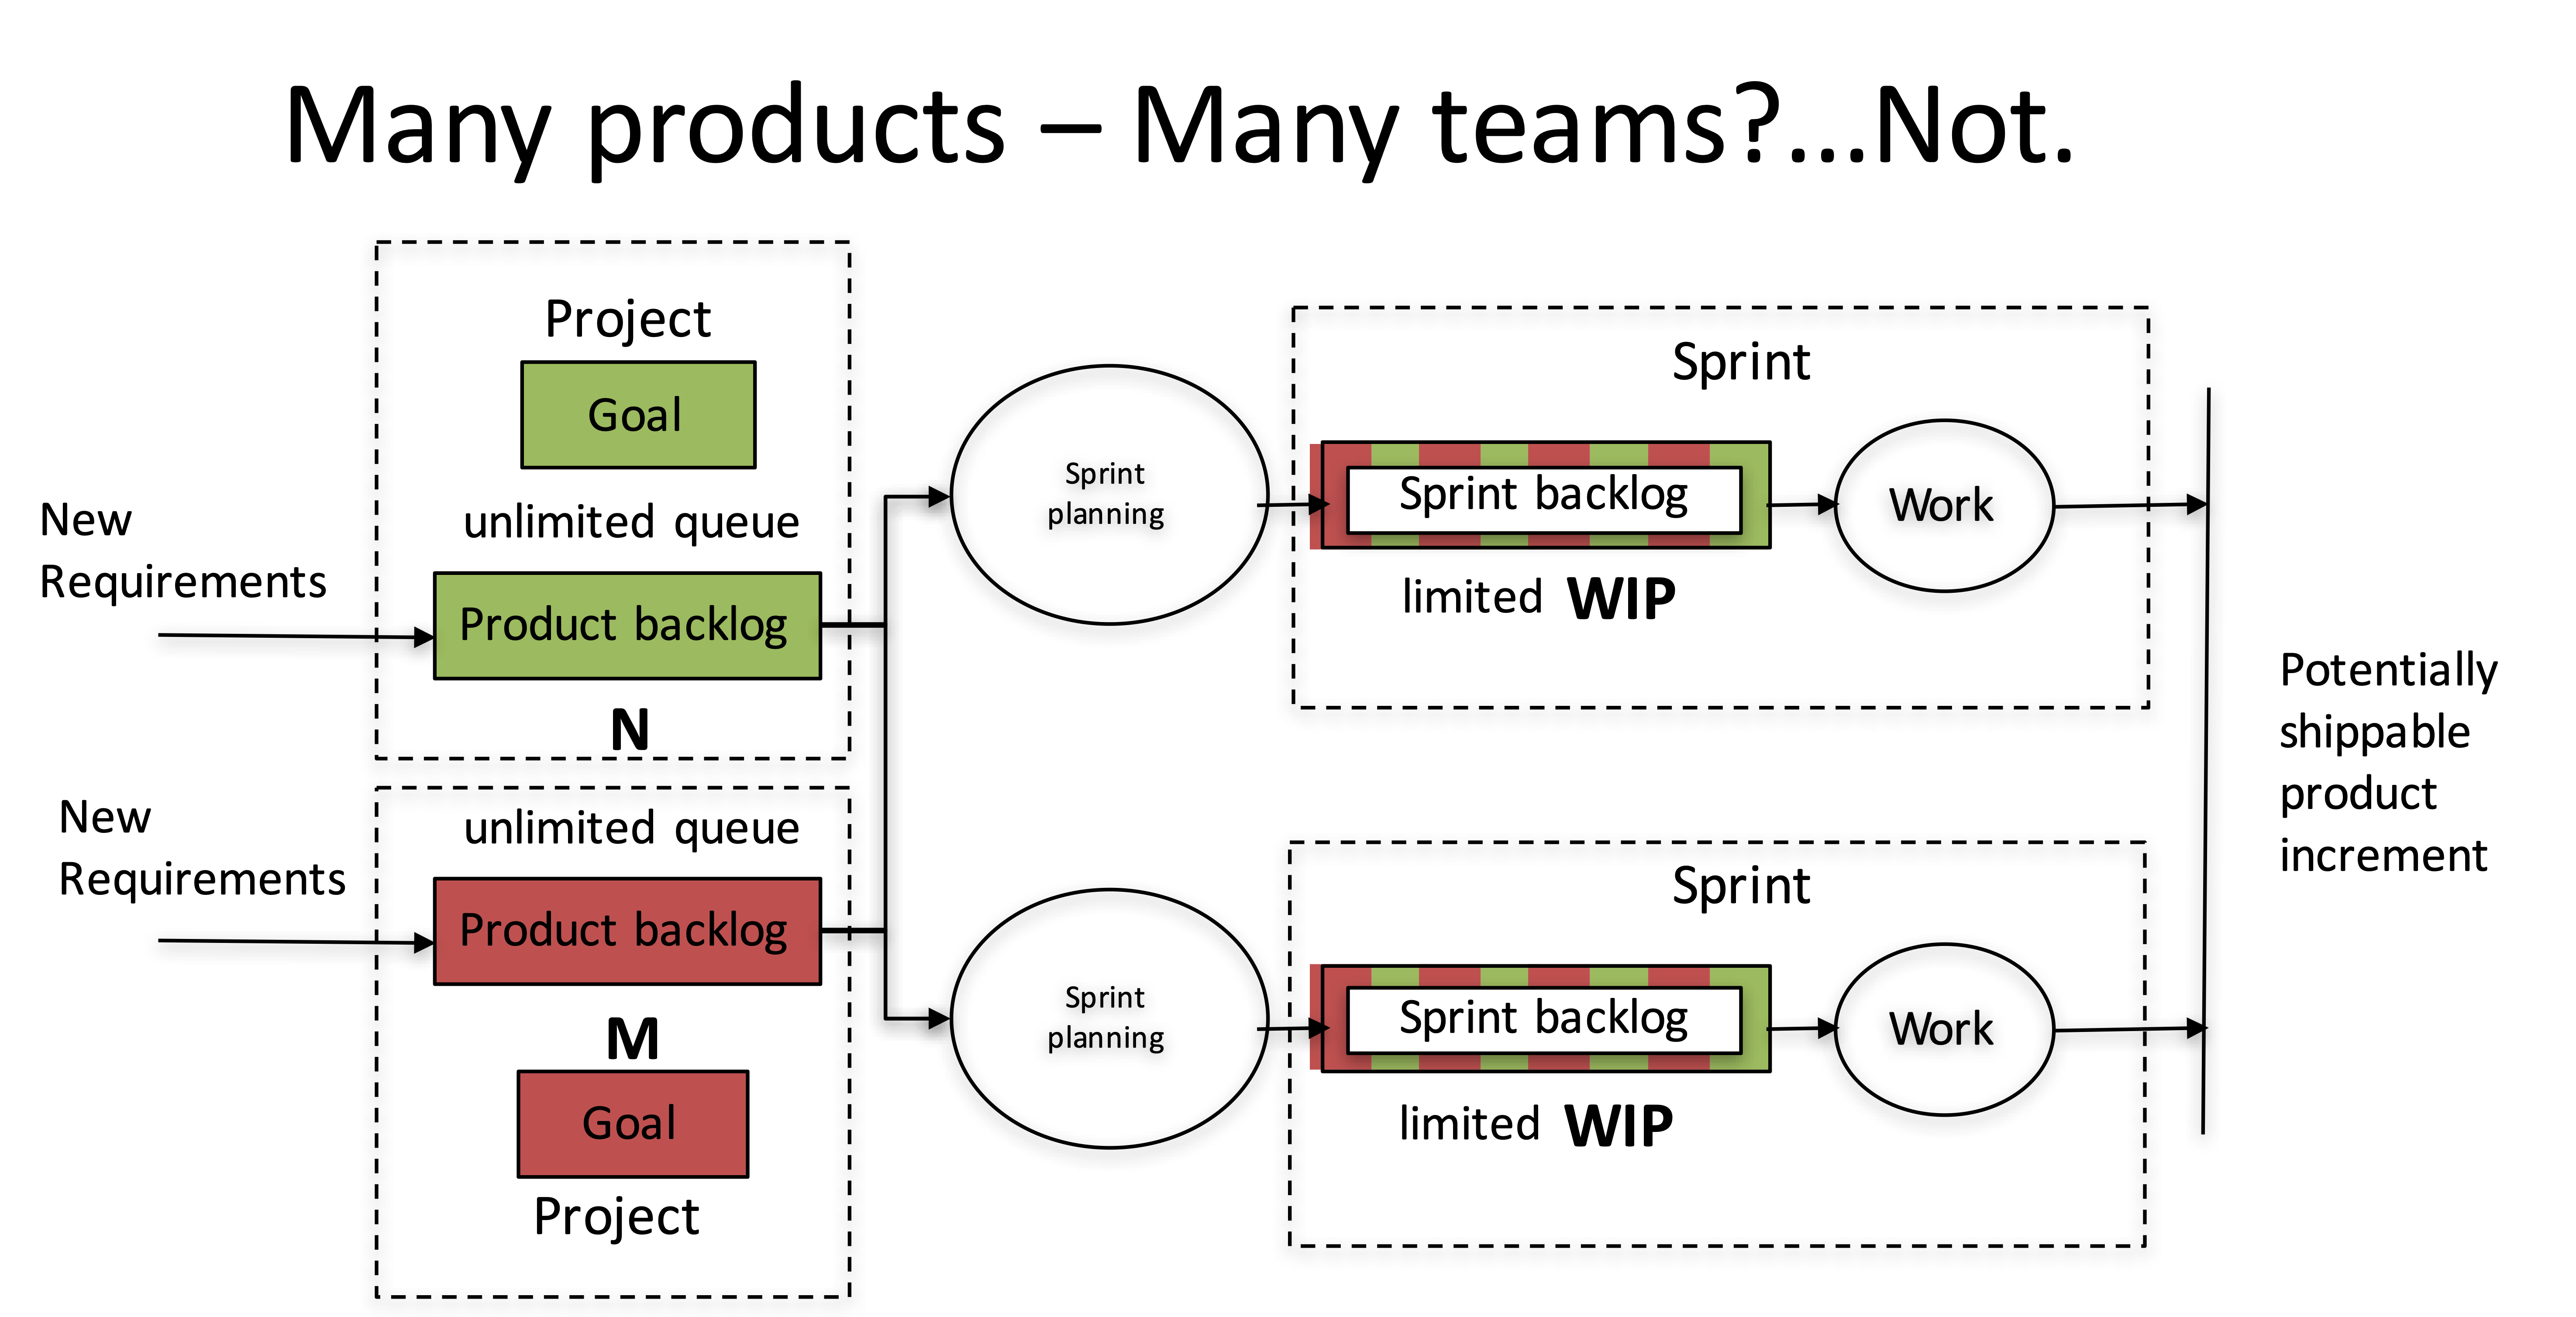 Many products – Many teams?...Not.
Project
Goal
unlimited queue
New
Requirements
Product backlog
N
New
Requirements
unlimited queue
Product backlog
M
Goal
Project
Sprint
planning
Sprint
Sprint backlog
limited WIP
Work
Sprint
planning
Sprint
Sprint backlog
limited WIP
Work
Potentially
shippable
product
increment